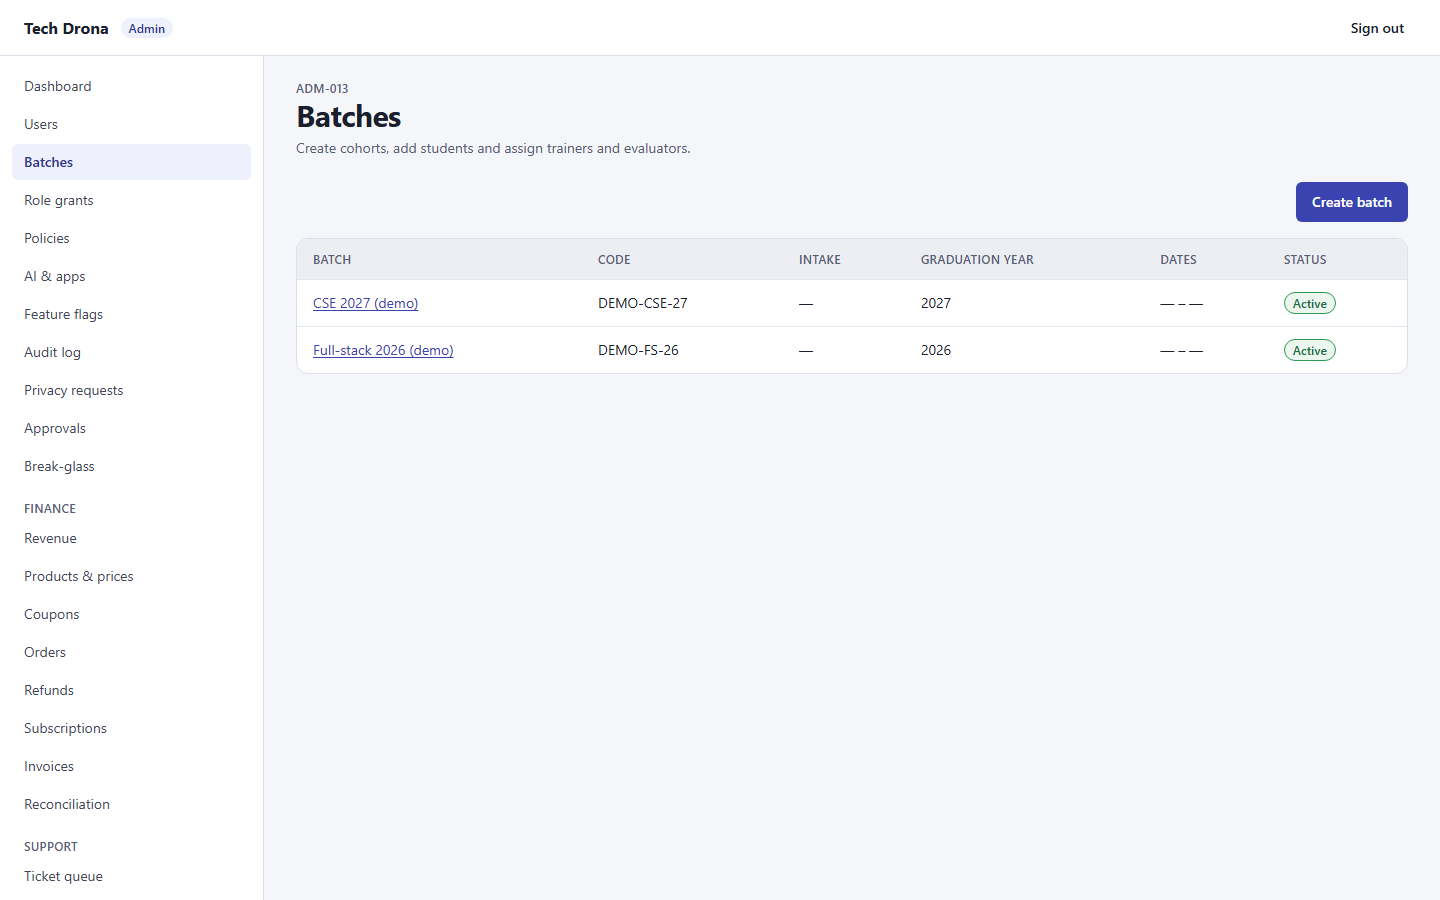 Tech Drona Admin Sign out
Dashboard
Users
Batches
Role grants
Policies
AI & apps
Feature flags
Audit log
Privacy requests
Approvals
Break-glass
FINANCE
Revenue
Products & prices
Coupons
Orders
Refunds
Subscriptions
Invoices
Reconciliation
SUPPORT
Ticket queue
ADM-013
Batches
Create cohorts, add students and assign trainers and evaluators.
Create batch
BATCH CODE INTAKE GRADUATION YEAR DATES STATUS
CSE 2027 (demo) DEMO-CSE-27 — 2027 — – — Active
Full-stack 2026 (demo) DEMO-FS-26 — 2026 — – — Active